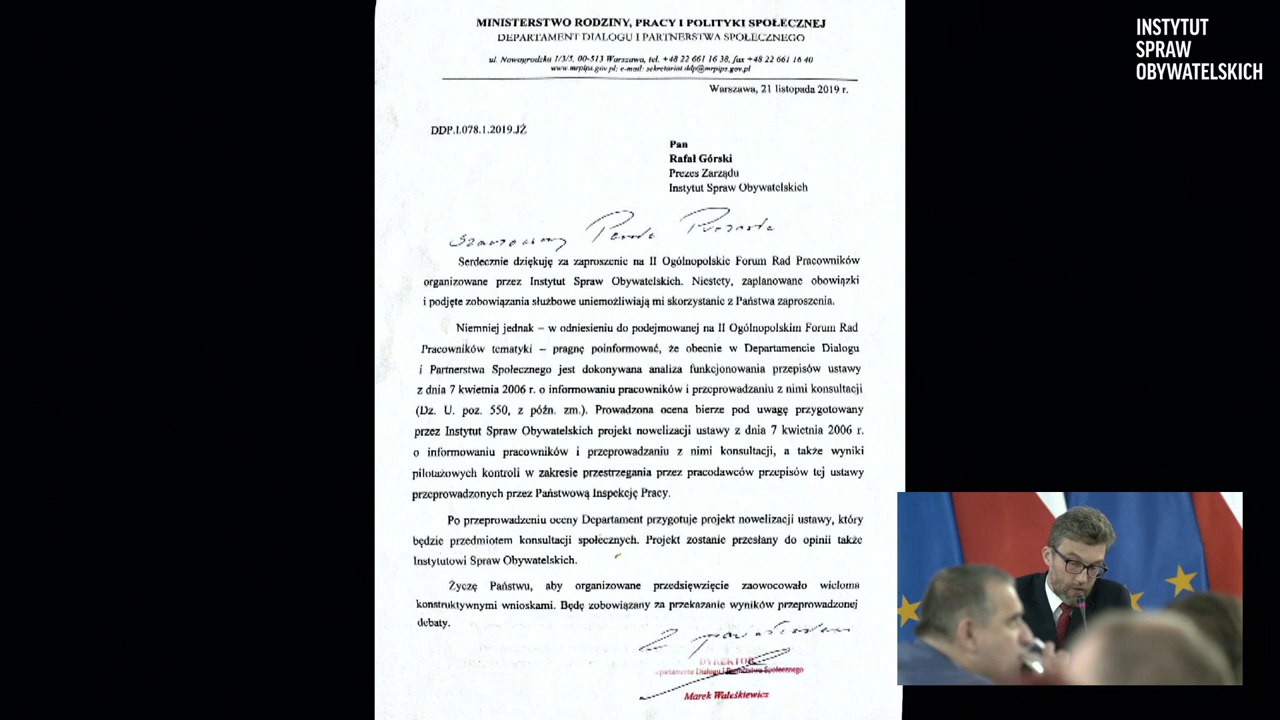 MINISTERSTWO RODZINY, PRACY I POLITYKI SPOŁECZNEJ
DEPARTAMENT DIALOGU I PARTNERSTWA SPOŁECZNEGO
ul. Nowogrodzka 1/3/5, 00-513 Warszawa, tel. +48 22 661 16 38, fax +48 22 661 16 40
www.mrpips.gov.pl; e-mail: sekretariat.ddp@mrpips.gov.pl
Warszawa, 21 listopada 2019 r.
DDP.I.078.1.2019.JŻ
Pan
Rafał Górski
Prezes Zarządu
Instytut Spraw Obywatelskich
Szanowny Panie Prezesie
Serdecznie dziękuję za zaproszenie na II Ogólnopolskie Forum Rad Pracowników
organizowane przez Instytut Spraw Obywatelskich. Niestety, zaplanowane obowiązki
i podjęte zobowiązania służbowe uniemożliwiają mi skorzystanie z Państwa zaproszenia.
Niemniej jednak – w odniesieniu do podejmowanej na II Ogólnopolskim Forum Rad
Pracowników tematyki – pragnę poinformować, że obecnie w Departamencie Dialogu
i Partnerstwa Społecznego jest dokonywana analiza funkcjonowania przepisów ustawy
z dnia 7 kwietnia 2006 r. o informowaniu pracowników i przeprowadzaniu z nimi konsultacji
(Dz. U. poz. 550, z późn. zm.). Prowadzona ocena bierze pod uwagę przygotowany
przez Instytut Spraw Obywatelskich projekt nowelizacji ustawy z dnia 7 kwietnia 2006 r.
o informowaniu pracowników i przeprowadzaniu z nimi konsultacji, a także wyniki
pilotażowych kontroli w zakresie przestrzegania przez pracodawców przepisów tej ustawy
przeprowadzonych przez Państwową Inspekcję Pracy.
Po przeprowadzeniu oceny Departament przygotuje projekt nowelizacji ustawy, który
będzie przedmiotem konsultacji społecznych. Projekt zostanie przesłany do opinii także
Instytutowi Spraw Obywatelskich.
Życzę Państwu, aby organizowane przedsięwzięcie zaowocowało wieloma
konstruktywnymi wnioskami. Będę zobowiązany za przekazanie wyników przeprowadzonej
debaty.
Z poważaniem
DYREKTOR
Departamentu Dialogu i Partnerstwa Społecznego
Marek Waleśkiewicz
INSTYTUT
SPRAW
OBYWATELSKICH